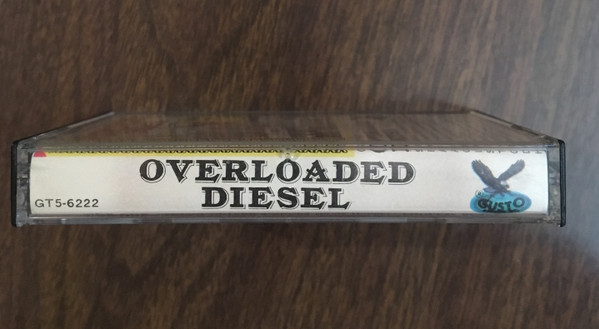 OVERLOADED
DIESEL
GT5-6222
GUSTO